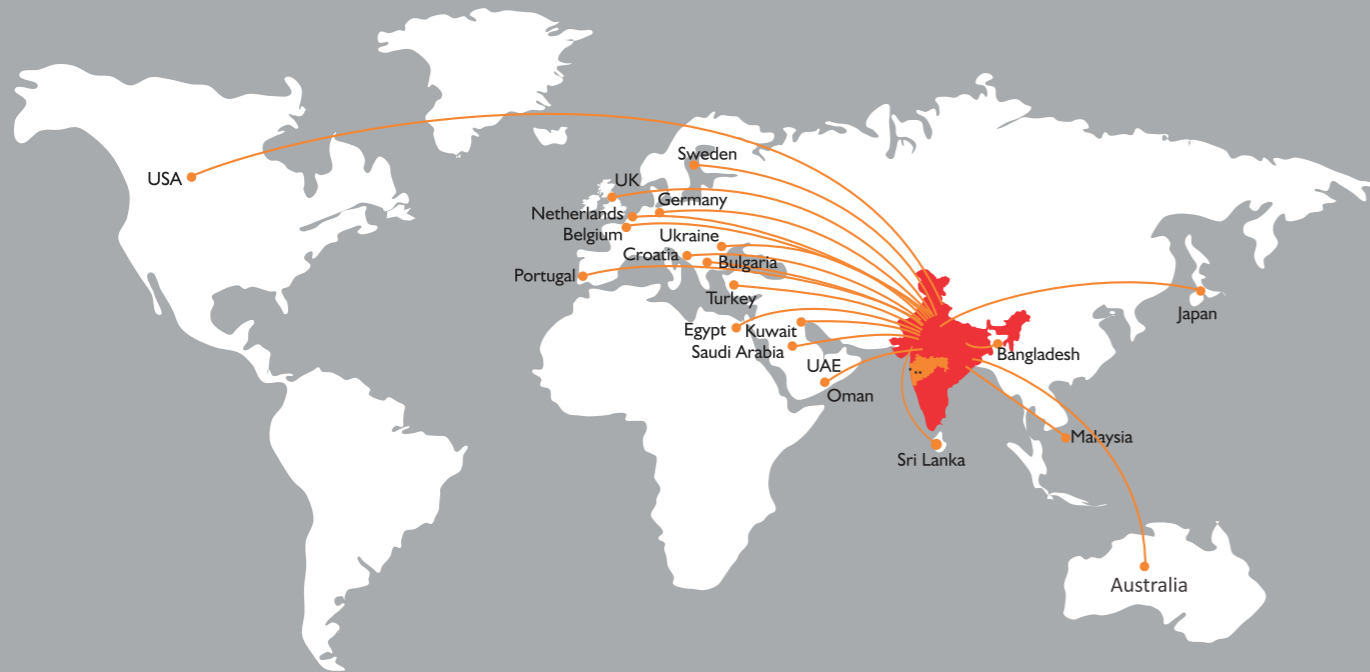 Sweden
USA
UK
Germany
Netherlands
Belgium
Ukraine
Croatia
Bulgaria
Portugal
Turkey
Japan
Egypt
Kuwait
Saudi Arabia
Bangladesh
UAE
Oman
Malaysia
Sri Lanka
Australia